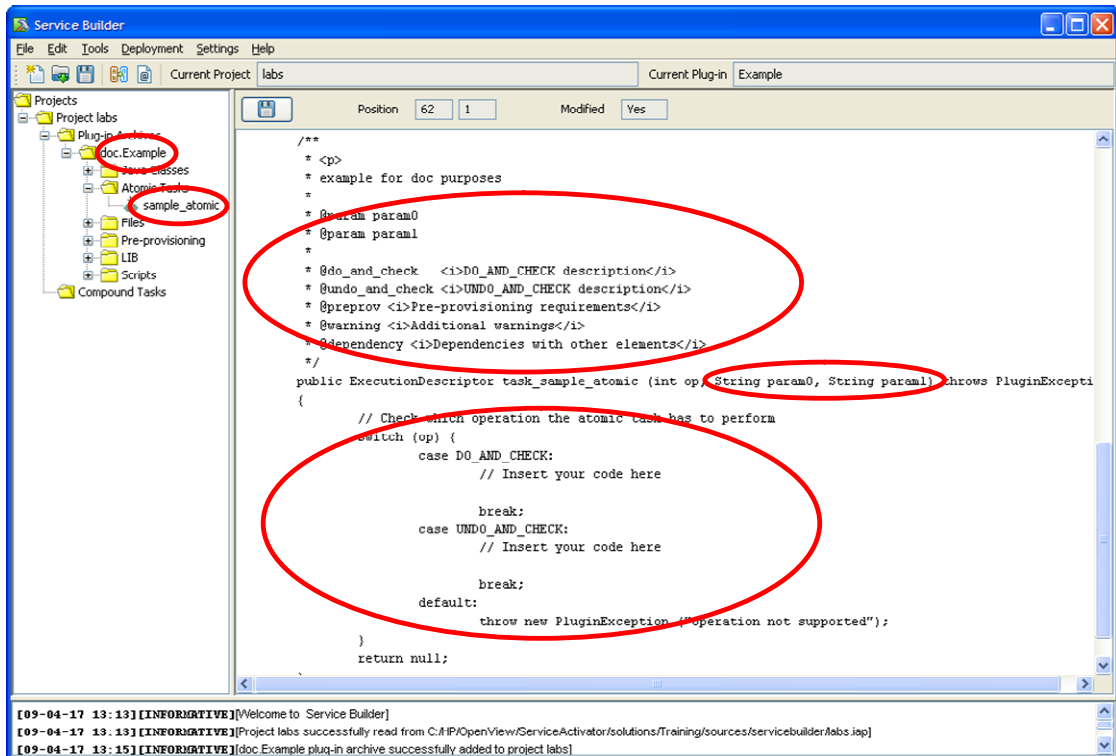 Service Builder
File Edit Tools Deployment Settings Help
Current Project labs Current Plug-in Example
Projects
Project labs
Plug-in Archives
doc.Example
Java Classes
Atomic Tasks
sample_atomic
Files
Pre-provisioning
LIB
Scripts
Compound Tasks
Position 62 1 Modified Yes
/**
* <p>
* example for doc purposes
*
* @param param0
* @param param1
*
* @do_and_check <i>DO_AND_CHECK description</i>
* @undo_and_check <i>UNDO_AND_CHECK description</i>
* @preprov <i>Pre-provisioning requirements</i>
* @warning <i>Additional warnings</i>
* @dependency <i>Dependencies with other elements</i>
*/
public ExecutionDescriptor task_sample_atomic (int op, String param0, String param1) throws PluginExcepti
{
// Check which operation the atomic task has to perform
switch (op) {
case DO_AND_CHECK:
// Insert your code here
break;
case UNDO_AND_CHECK:
// Insert your code here
break;
default:
throw new PluginException ("operation not supported");
}
return null;
[09-04-17 13:13][INFORMATIVE][Welcome to Service Builder]
[09-04-17 13:13][INFORMATIVE][Project labs successfully read from C:/HP/OpenView/ServiceActivator/solutions/Training/sources/servicebuilder/labs.iap]
[09-04-17 13:15][INFORMATIVE][doc.Example plug-in archive successfully added to project labs]